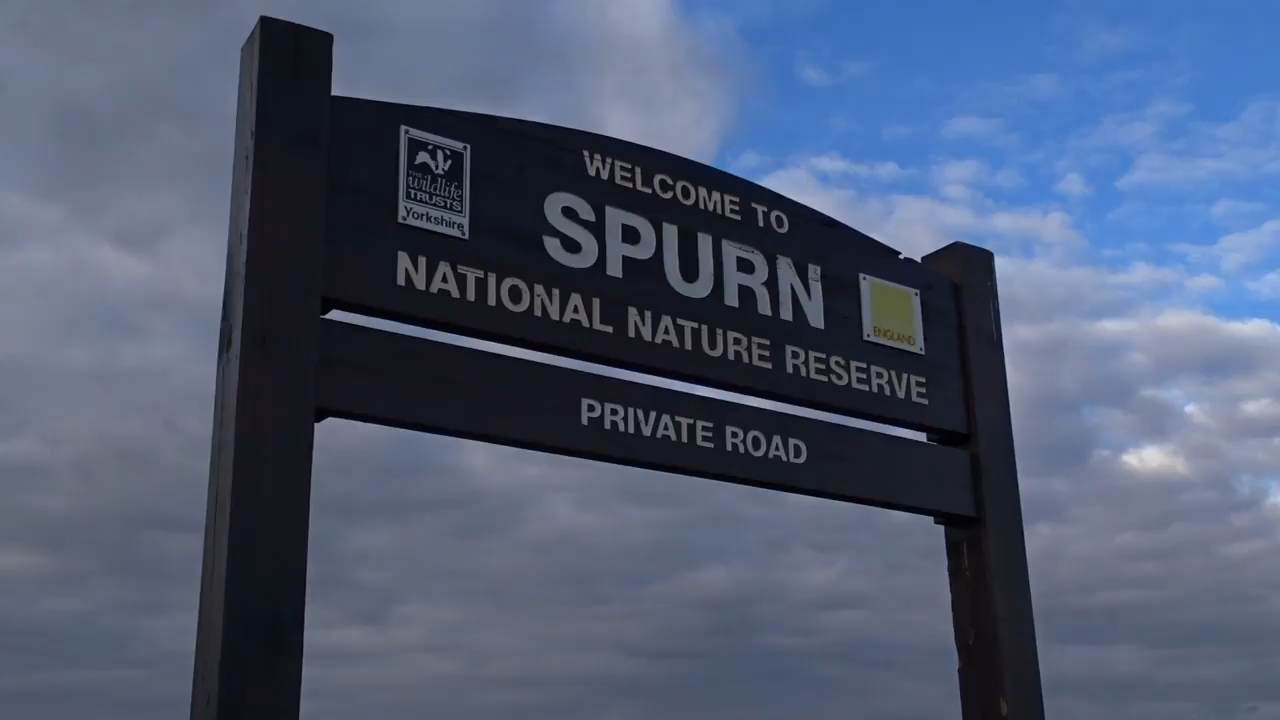 THE
wildlife
TRUSTS
Yorkshire
WELCOME TO
SPURN
NATIONAL NATURE RESERVE
ENGLAND
PRIVATE ROAD